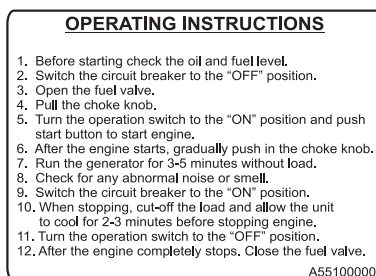 OPERATING INSTRUCTIONS
1. Before starting check the oil and fuel level.
2. Switch the circuit breaker to the “OFF” position.
3. Open the fuel valve.
4. Pull the choke knob.
5. Turn the operation switch to the “ON” position and push
start button to start engine.
6. After the engine starts, gradually push in the choke knob.
7. Run the generator for 3-5 minutes without load.
8. Check for any abnormal noise or smell.
9. Switch the circuit breaker to the “ON” position.
10. When stopping, cut-off the load and allow the unit
to cool for 2-3 minutes before stopping engine.
11. Turn the operation switch to the “OFF” position.
12. After the engine completely stops. Close the fuel valve.
A55100000